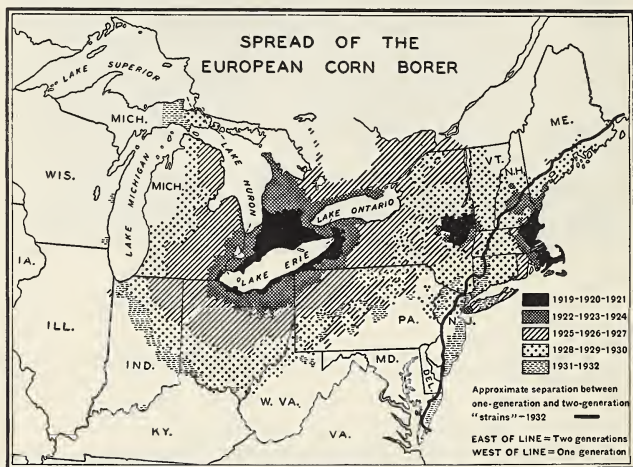 SPREAD OF THE
EUROPEAN CORN BORER
LAKE SUPERIOR
MICH.
WIS.
LAKE MICHIGAN
MICH.
LAKE HURON
LAKE ONTARIO
LAKE ERIE
ME.
VT.
N.H.
IA.
ILL.
IND.
PA.
N.J.
MD.
DEL.
W. VA.
KY.
VA.
1919-1920-1921
1922-1923-1924
1925-1926-1927
1928-1929-1930
1931-1932
Approximate separation between
one-generation and two-generation
"strains"-1932
EAST OF LINE = Two generations
WEST OF LINE = One generation